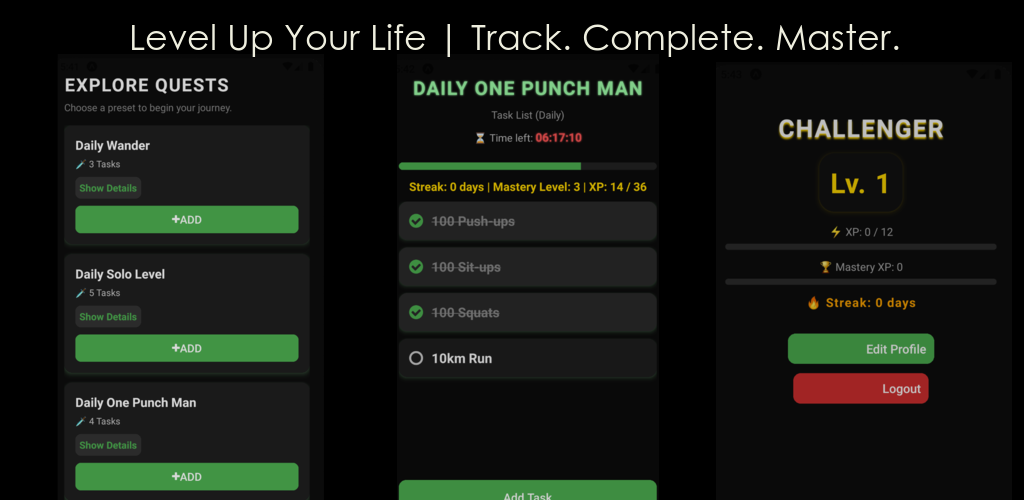 Level Up Your Life | Track. Complete. Master.
EXPLORE QUESTS
Choose a preset to begin your journey.
Daily Wander
3 Tasks
Show Details
+ADD
Daily Solo Level
5 Tasks
Show Details
+ADD
Daily One Punch Man
4 Tasks
Show Details
+ADD
DAILY ONE PUNCH MAN
Task List (Daily)
⌛ Time left: 06:17:10
Streak: 0 days | Mastery Level: 3 | XP: 14 / 36
100 Push-ups
100 Sit-ups
100 Squats
10km Run
Add Task
CHALLENGER
Lv. 1
⚡ XP: 0 / 12
🏆 Mastery XP: 0
🔥 Streak: 0 days
Edit Profile
Logout